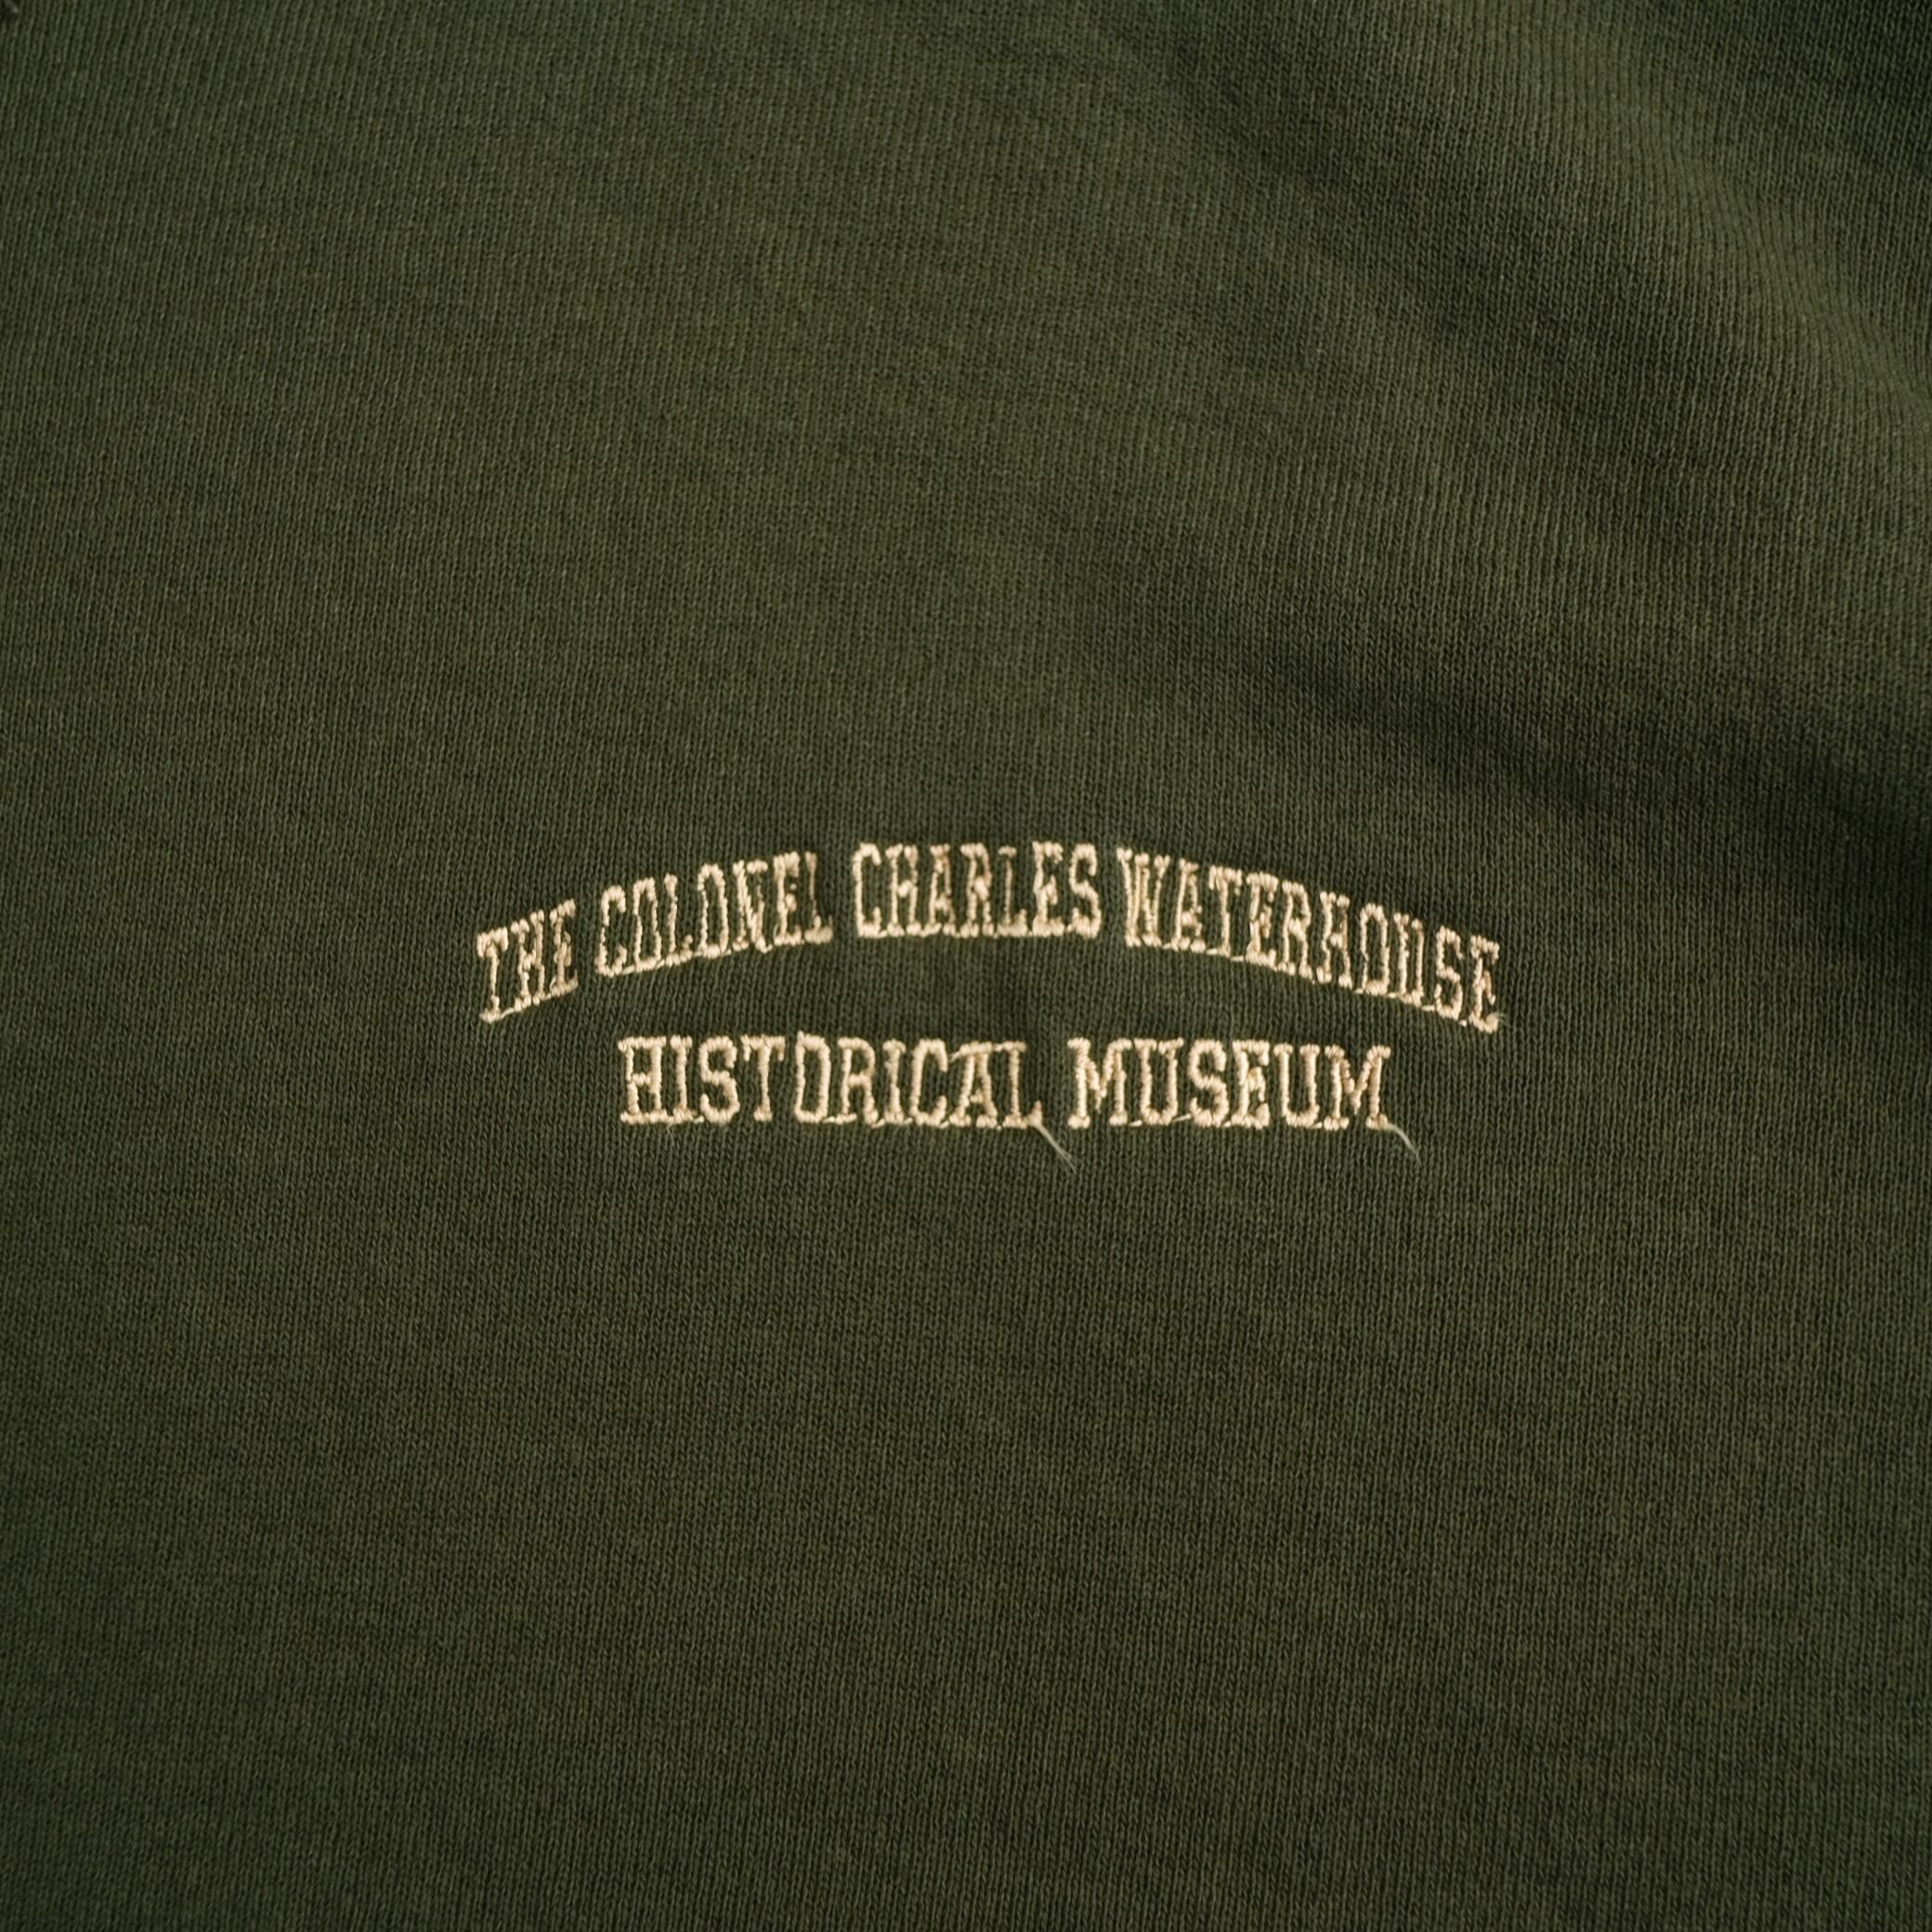 THE COLONEL CHARLES WATERHOUSE
HISTORICAL MUSEUM